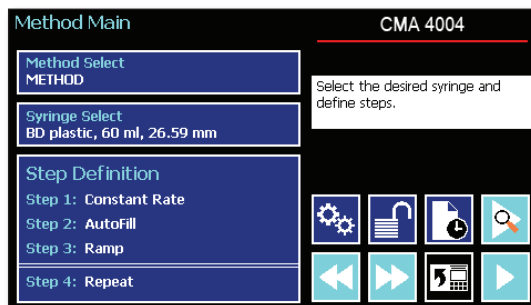 Method Main
CMA 4004
Method Select
METHOD
Select the desired syringe and
define steps.
Syringe Select
BD plastic, 60 ml, 26.59 mm
Step Definition
Step 1: Constant Rate
Step 2: AutoFill
Step 3: Ramp
Step 4: Repeat